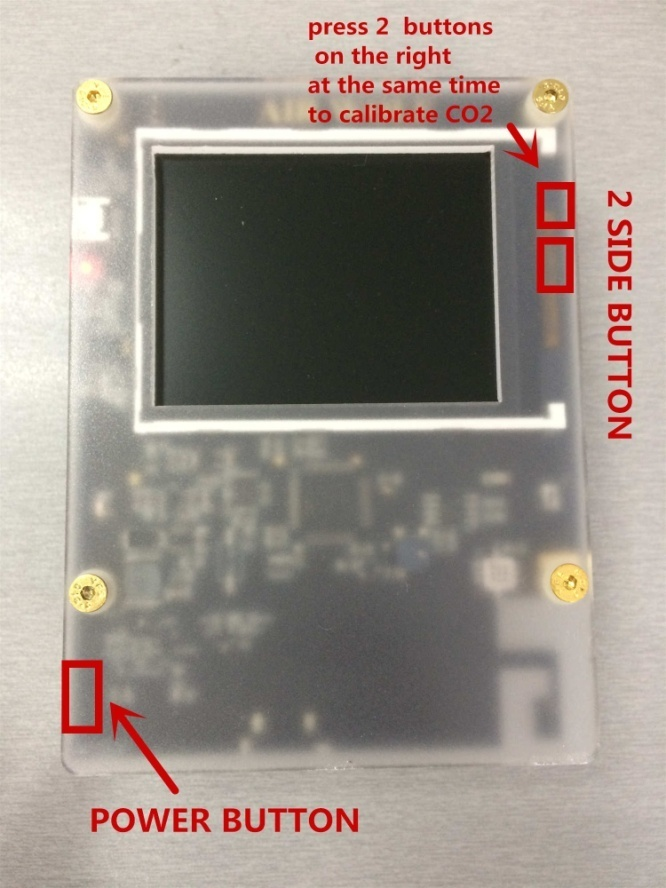 press 2 buttons
on the right
at the same time
to calibrate CO2
2 SIDE BUTTON
POWER BUTTON